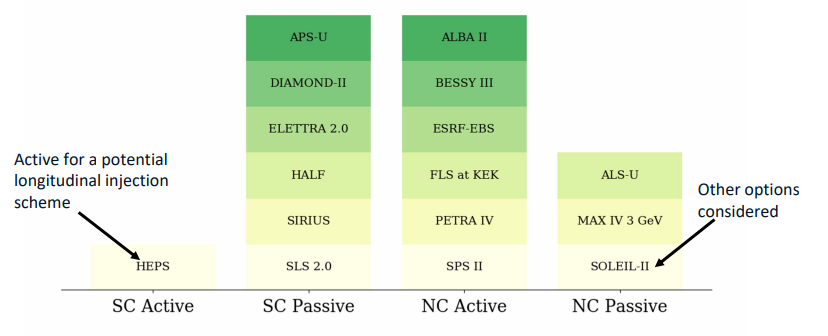 APS-U
ALBA II
DIAMOND-II
BESSY III
ELETTRA 2.0
ESRF-EBS
Active for a potential
longitudinal injection
scheme
HALF
FLS at KEK
ALS-U
Other options
considered
SIRIUS
PETRA IV
MAX IV 3 GeV
HEPS
SLS 2.0
SPS II
SOLEIL-II
SC Active
SC Passive
NC Active
NC Passive